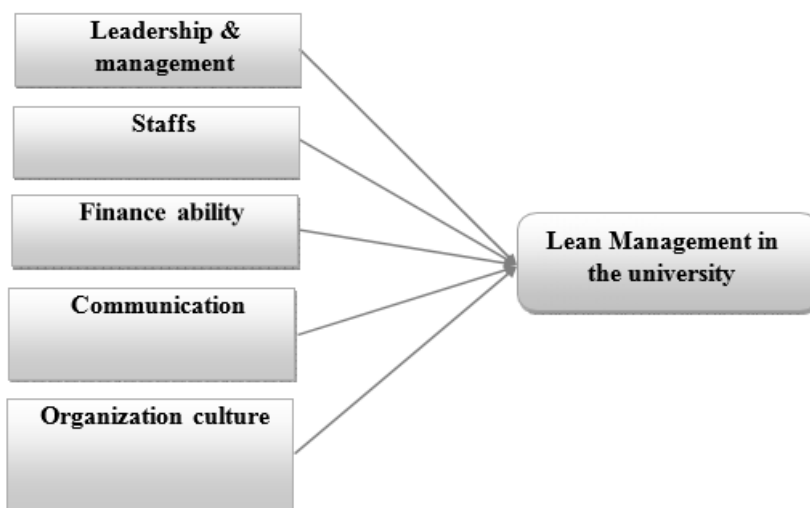 Leadership &
management
Staffs
Finance ability
Communication
Organization culture
Lean Management in
the university